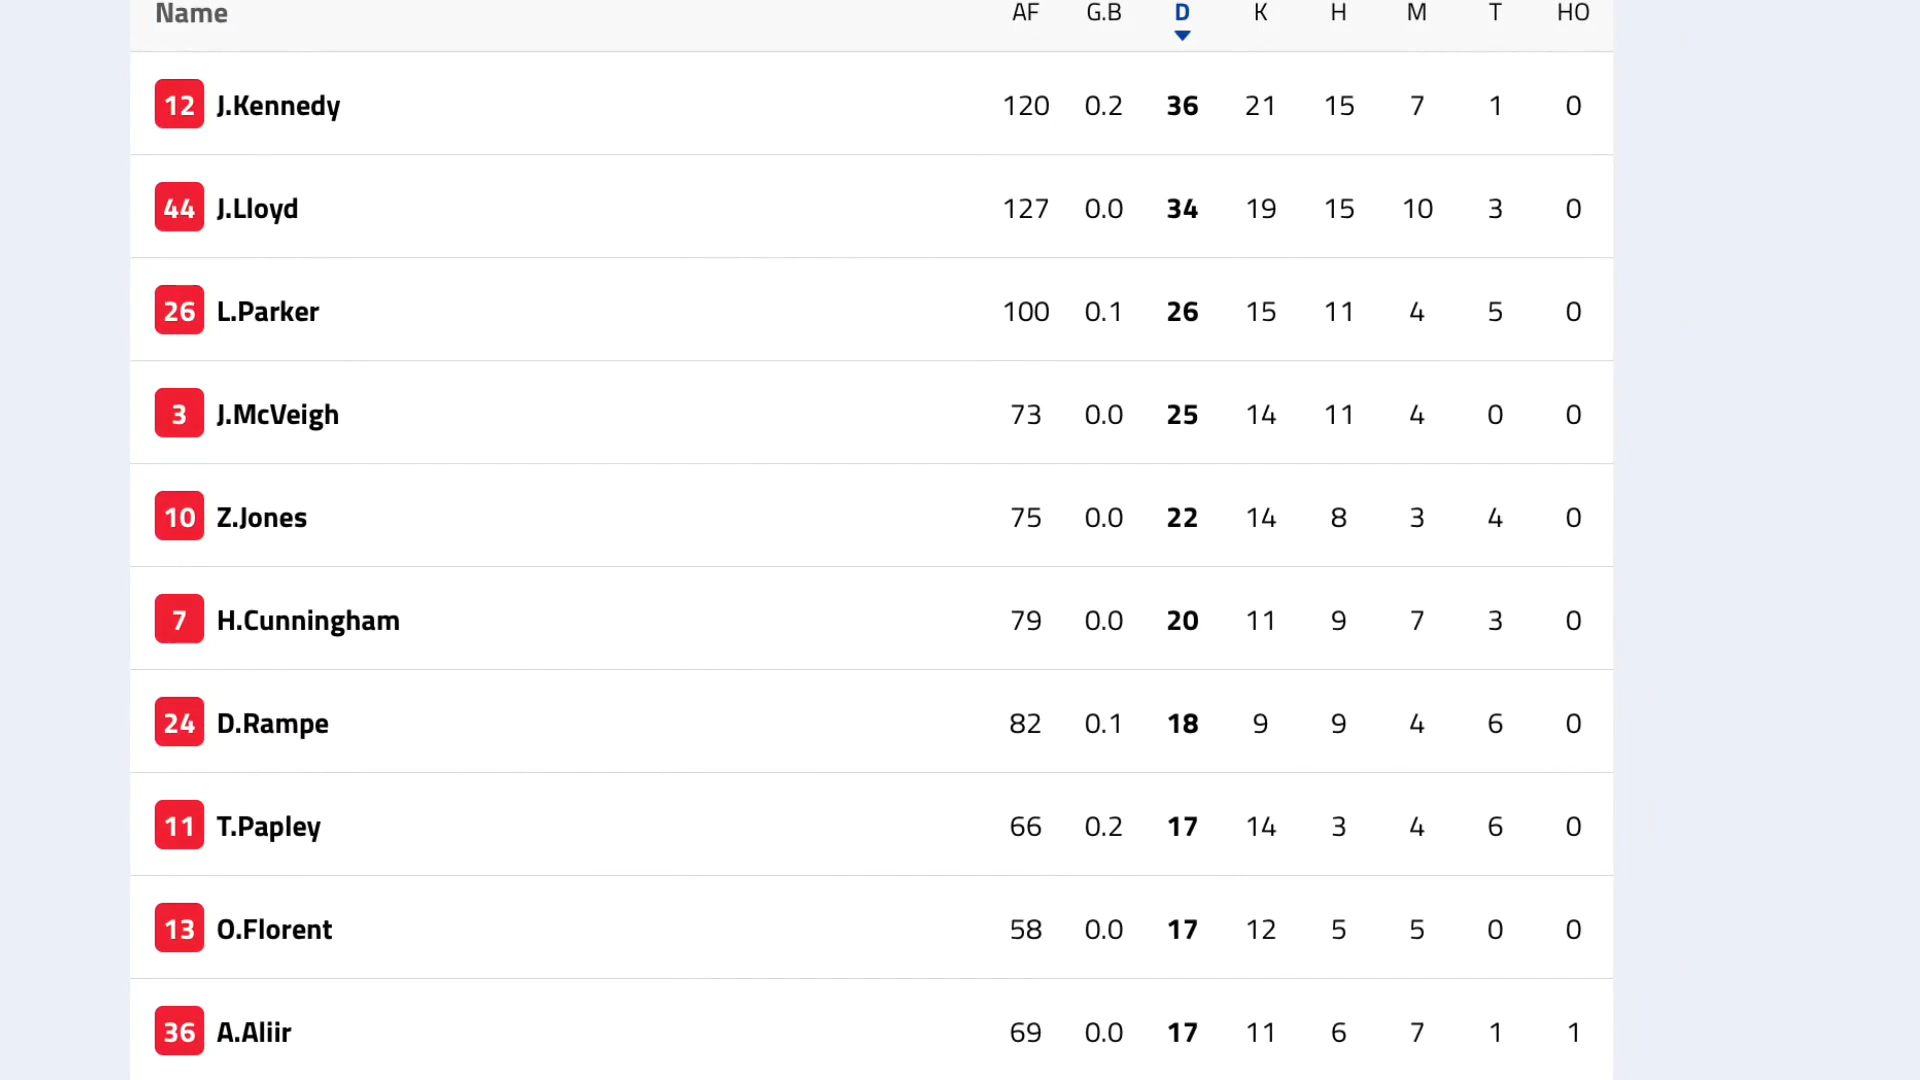 Name AF G.B D K H M T HO
12 J.Kennedy 120 0.2 36 21 15 7 1 0
44 J.Lloyd 127 0.0 34 19 15 10 3 0
26 L.Parker 100 0.1 26 15 11 4 5 0
3 J.McVeigh 73 0.0 25 14 11 4 0 0
10 Z.Jones 75 0.0 22 14 8 3 4 0
7 H.Cunningham 79 0.0 20 11 9 7 3 0
24 D.Rampe 82 0.1 18 9 9 4 6 0
11 T.Papley 66 0.2 17 14 3 4 6 0
13 O.Florent 58 0.0 17 12 5 5 0 0
36 A.Aliir 69 0.0 17 11 6 7 1 1